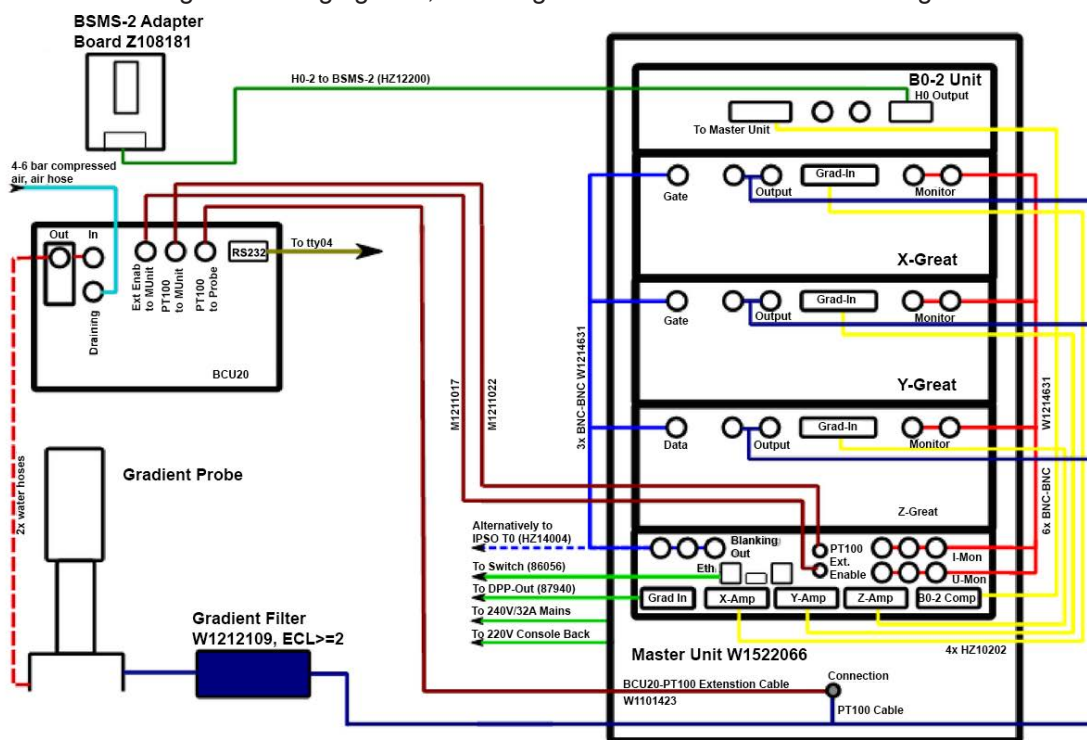 BSMS-2 Adapter
Board Z108181
H0-2 to BSMS-2 (HZ12200)
B0-2 Unit
H0 Output
To Master Unit
4-6 bar compressed
air, air hose
Out
In
Draining
Ext Enab
to MUnit
PT100
to MUnit
PT100
to Probe
RS232
To tty04
BCU20
Gate
Output
Grad-In
Monitor
X-Great
Gate
Output
Grad-In
Monitor
Y-Great
Data
Output
Grad-In
Monitor
Z-Great
3x BNC-BNC W1214631
M1211017
M1211022
W1214631
6x BNC-BNC
2x water hoses
Gradient Probe
Alternatively to
IPSO T0 (HZ14004)
Blanking
Out
PT100
Ext.
Enable
I-Mon
U-Mon
To Switch (86056)
Eth
To DPP-Out (87940)
Grad In
X-Amp
Y-Amp
Z-Amp
B0-2 Comp
To 240V/32A Mains
To 220V Console Back
Gradient Filter
W1212109, ECL>=2
Master Unit W1522066
4x HZ10202
BCU20-PT100 Extenstion Cable
W1101423
Connection
PT100 Cable